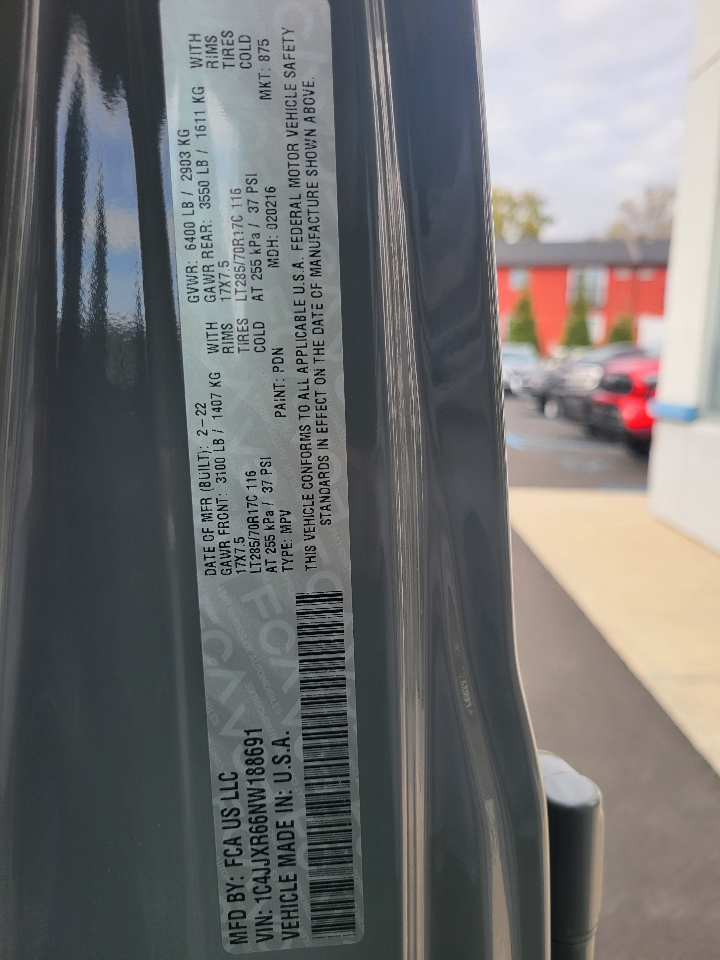 MFD BY: FCA US LLC
VIN: 1C4JJXR66NW188691
VEHICLE MADE IN: U.S.A.
DATE OF MFR (BUILT): 2-22 GVWR: 6400 LB / 2903 KG
GAWR FRONT: 3100 LB / 1407 KG WITH GAWR REAR: 3550 LB / 1611 KG WITH
17X7.5 RIMS 17X7.5 RIMS
LT285/70R17C 116 TIRES LT285/70R17C 116 TIRES
AT 255 kPa / 37 PSI COLD AT 255 kPa / 37 PSI COLD
TYPE: MPV PAINT: PDN MDH: 020216 MKT: 875
THIS VEHICLE CONFORMS TO ALL APPLICABLE U.S.A. FEDERAL MOTOR VEHICLE SAFETY
STANDARDS IN EFFECT ON THE DATE OF MANUFACTURE SHOWN ABOVE.